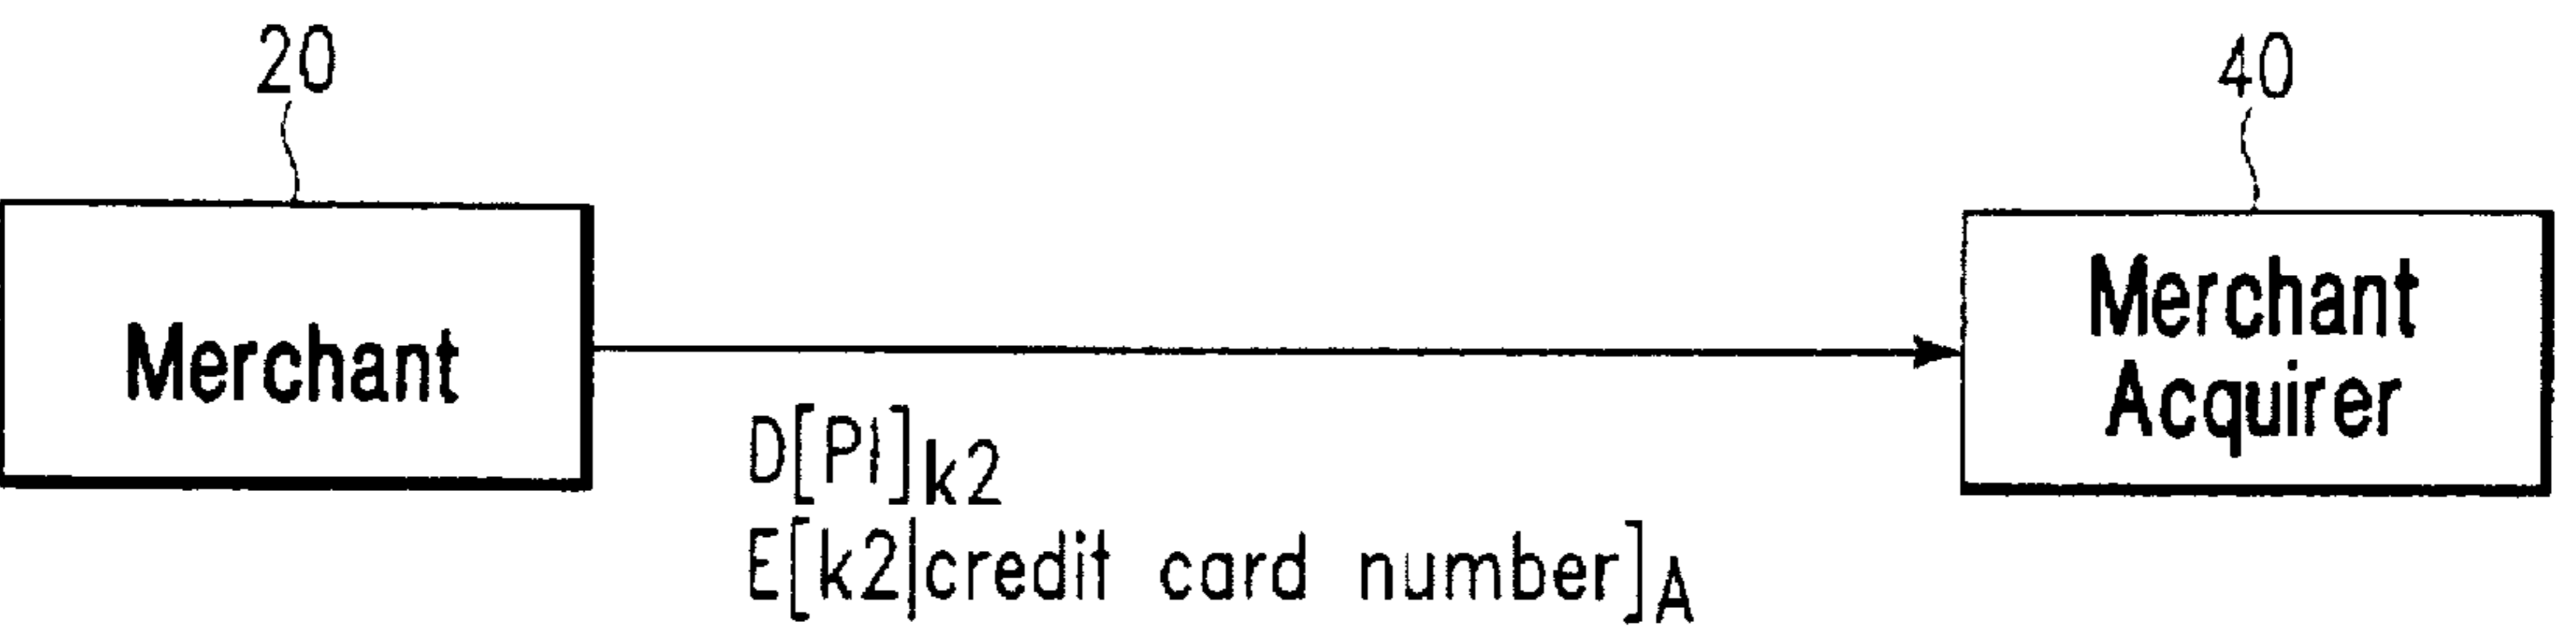 20
40
Merchant
Merchant
Acquirer
D[PI]k2
E[k2|credit card number]A